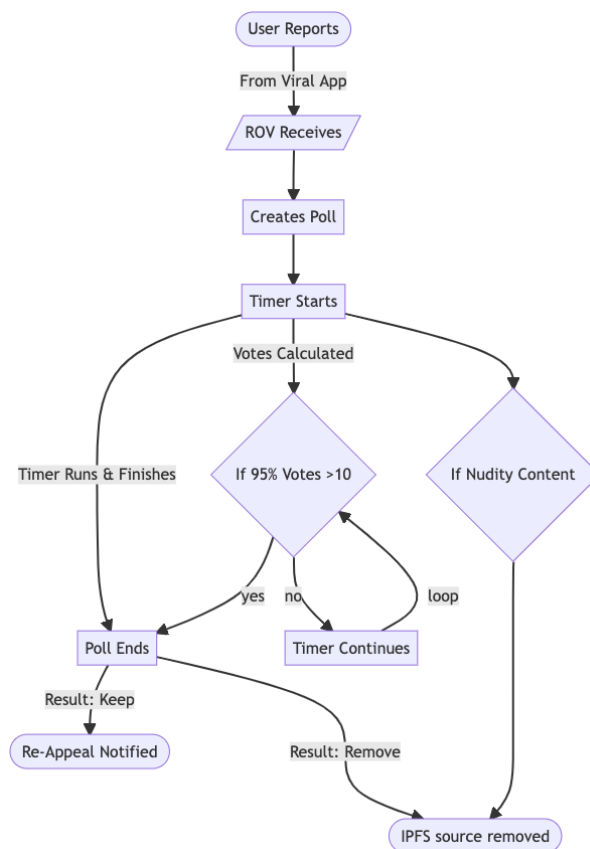 User Reports
From Viral App
ROV Receives
Creates Poll
Timer Starts
Votes Calculated
Timer Runs & Finishes
If 95% Votes >10
If Nudity Content
yes
no
loop
Poll Ends
Timer Continues
Result: Keep
Re-Appeal Notified
Result: Remove
IPFS source removed